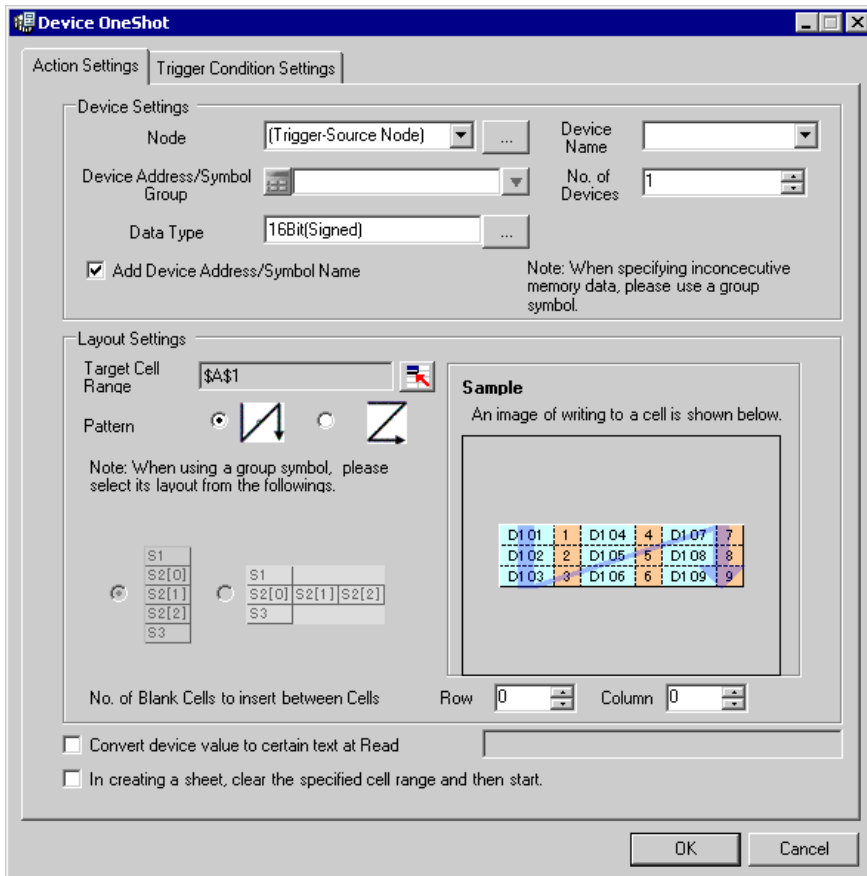 Device OneShot
Action Settings
Trigger Condition Settings
Device Settings
Node
(Trigger-Source Node)
...
Device
Name
Device Address/Symbol
Group
No. of
Devices
1
Data Type
16Bit(Signed)
...
Add Device Address/Symbol Name
Note: When specifying inconcecutive
memory data, please use a group
symbol.
Layout Settings
Target Cell
Range
$A$1
Pattern
Note: When using a group symbol, please
select its layout from the followings.
S1
S2[0]
S2[1]
S2[2]
S3
S1
S2[0] S2[1] S2[2]
S3
Sample
An image of writing to a cell is shown below.
D101 1 D104 4 D107 7
D102 2 D105 5 D108 8
D103 3 D106 6 D109 9
No. of Blank Cells to insert between Cells
Row
0
Column
0
Convert device value to certain text at Read
In creating a sheet, clear the specified cell range and then start.
OK
Cancel